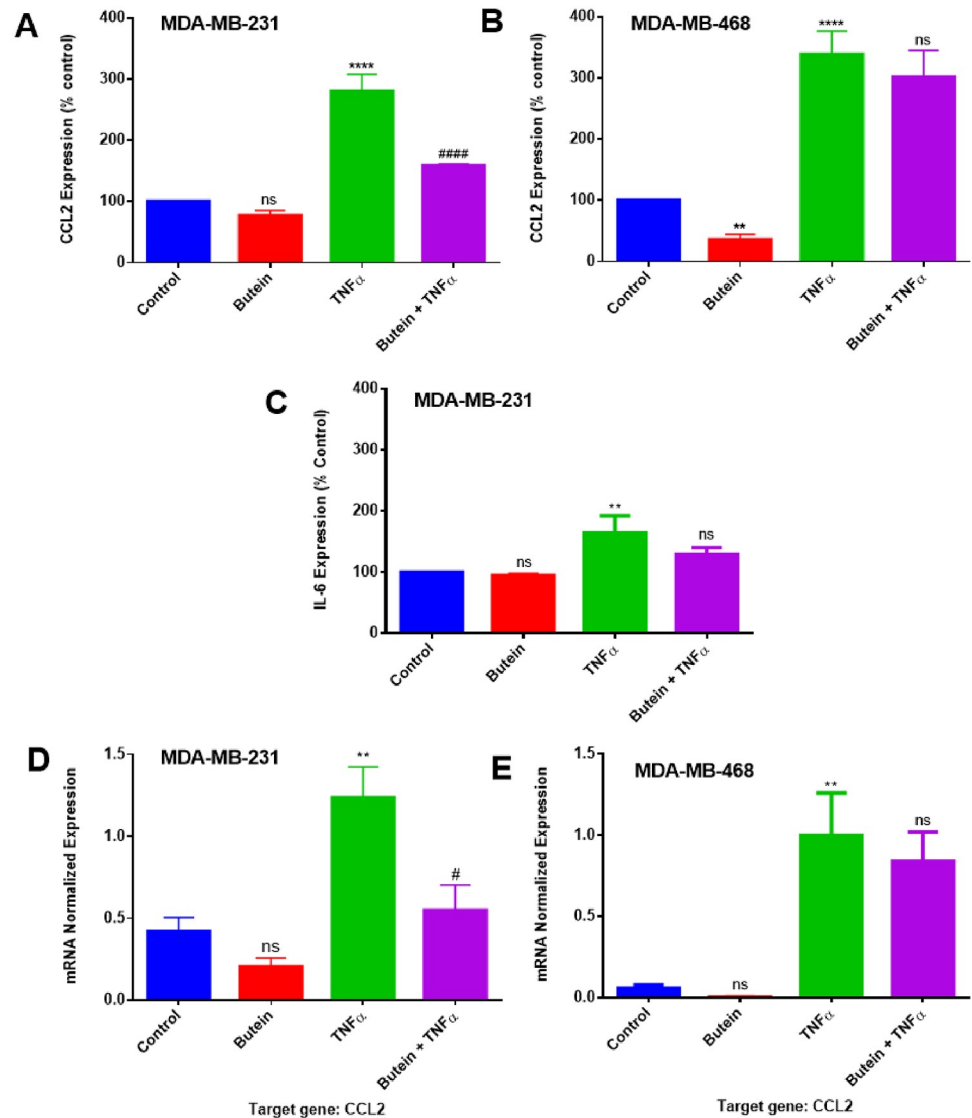 A
MDA-MB-231
CCL2 Expression (% control)
400
300
200
100
0
ns
****
####
Control
Butein
TNFα
Butein + TNFα
B
MDA-MB-468
CCL2 Expression (% control)
400
300
200
100
0
**
****
ns
Control
Butein
TNFα
Butein + TNFα
C
MDA-MB-231
IL-6 Expression (% Control)
400
300
200
100
0
ns
**
ns
Control
Butein
TNFα
Butein + TNFα
D
MDA-MB-231
mRNA Normalized Expression
1.5
1.0
0.5
0.0
ns
**
#
Control
Butein
TNFα
Butein + TNFα
Target gene: CCL2
E
MDA-MB-468
mRNA Normalized Expression
1.5
1.0
0.5
0.0
ns
**
ns
Control
Butein
TNFα
Butein + TNFα
Target gene: CCL2